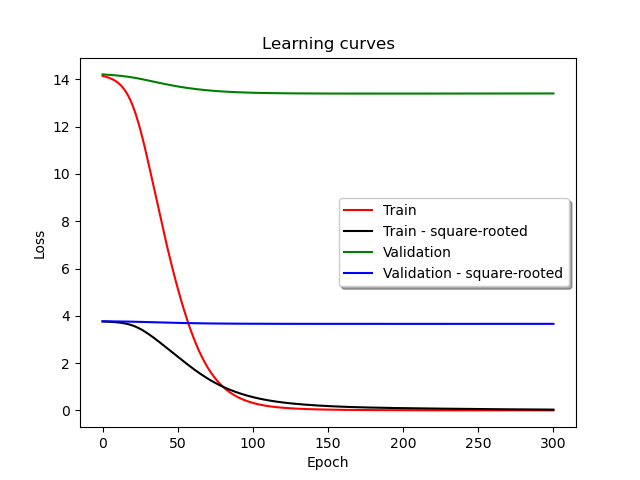 Learning curves
14
12
10
8
6
4
2
0
Loss
Train
Train - square-rooted
Validation
Validation - square-rooted
0 50 100 150 200 250 300
Epoch